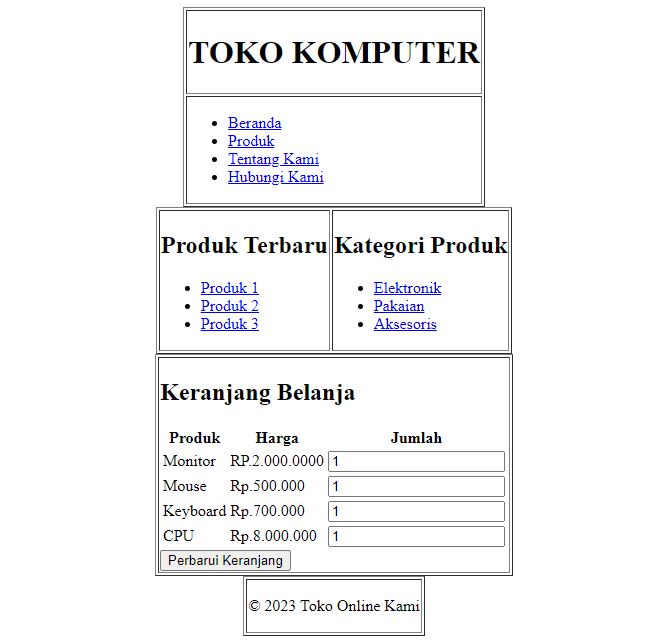 TOKO KOMPUTER
Beranda
Produk
Tentang Kami
Hubungi Kami
Produk Terbaru
Produk 1
Produk 2
Produk 3
Kategori Produk
Elektronik
Pakaian
Aksesoris
Keranjang Belanja
Produk Harga Jumlah
Monitor RP.2.000.0000 1
Mouse Rp.500.000 1
Keyboard Rp.700.000 1
CPU Rp.8.000.000 1
Perbarui Keranjang
© 2023 Toko Online Kami